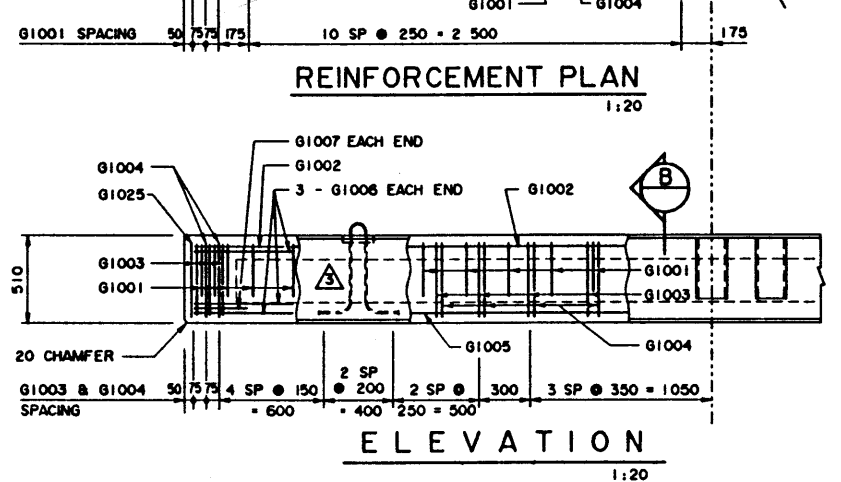 G1001 G1004
G1001 SPACING 50 75 75 175 10 SP @ 250 = 2 500 175
REINFORCEMENT PLAN
1:20
G1007 EACH END
G1004 G1002
G1025 3 - G1006 EACH END G1002 B
510
G1003 3 G1001
G1001 G1003
20 CHAMFER G1005 G1004
2 SP
G1003 & G1004 50 75 75 4 SP @ 150 @ 200 2 SP @ 300 3 SP @ 350 = 1050
SPACING = 600 = 400 250 = 500
ELEVATION
1:20